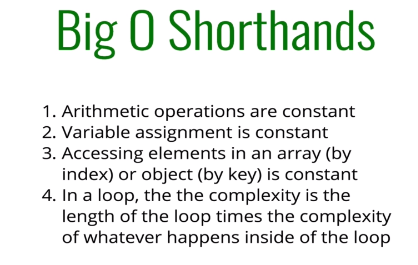 Big O Shorthands
1. Arithmetic operations are constant
2. Variable assignment is constant
3. Accessing elements in an array (by
index) or object (by key) is constant
4. In a loop, the the complexity is the
length of the loop times the complexity
of whatever happens inside of the loop